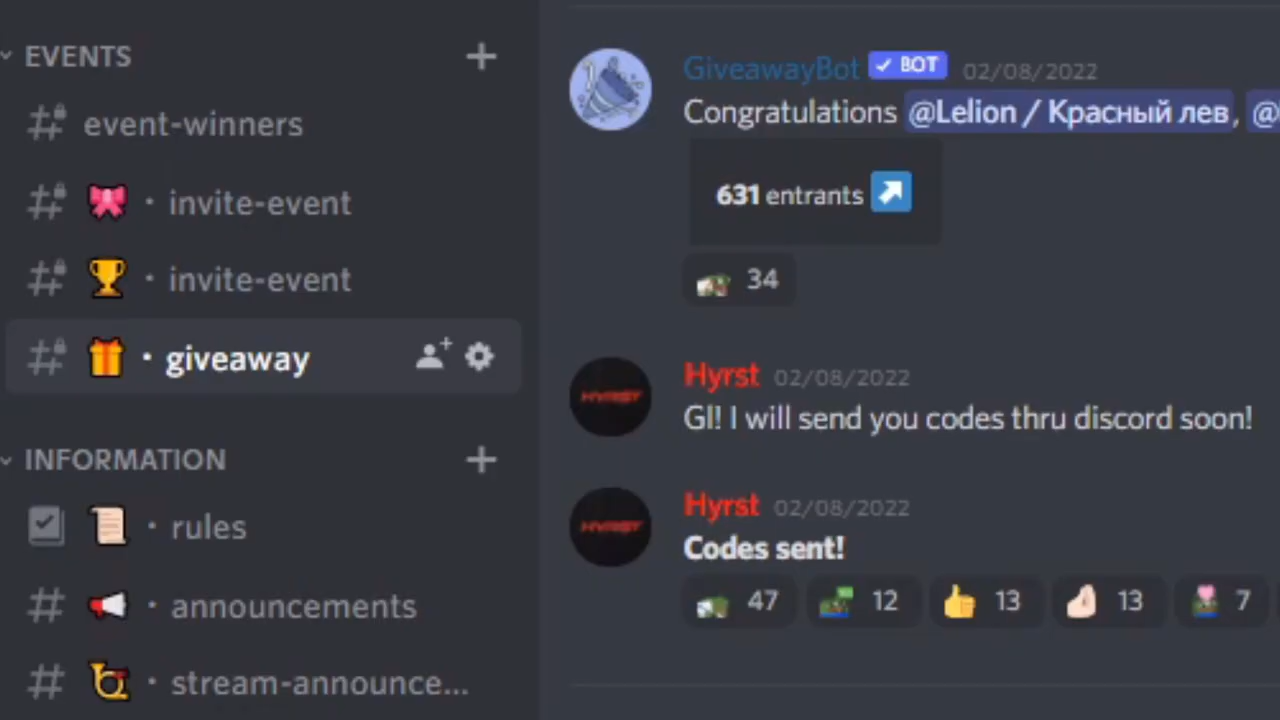 EVENTS
event-winners
invite-event
invite-event
giveaway
INFORMATION
rules
announcements
stream-announce...
GiveawayBot ✓ BOT 02/08/2022
Congratulations @Lelion / Красный лев, @
631 entrants
34
Hyrst 02/08/2022
HYRST
Gl! I will send you codes thru discord soon!
Hyrst 02/08/2022
HYRST
Codes sent!
47 12 13 13 7